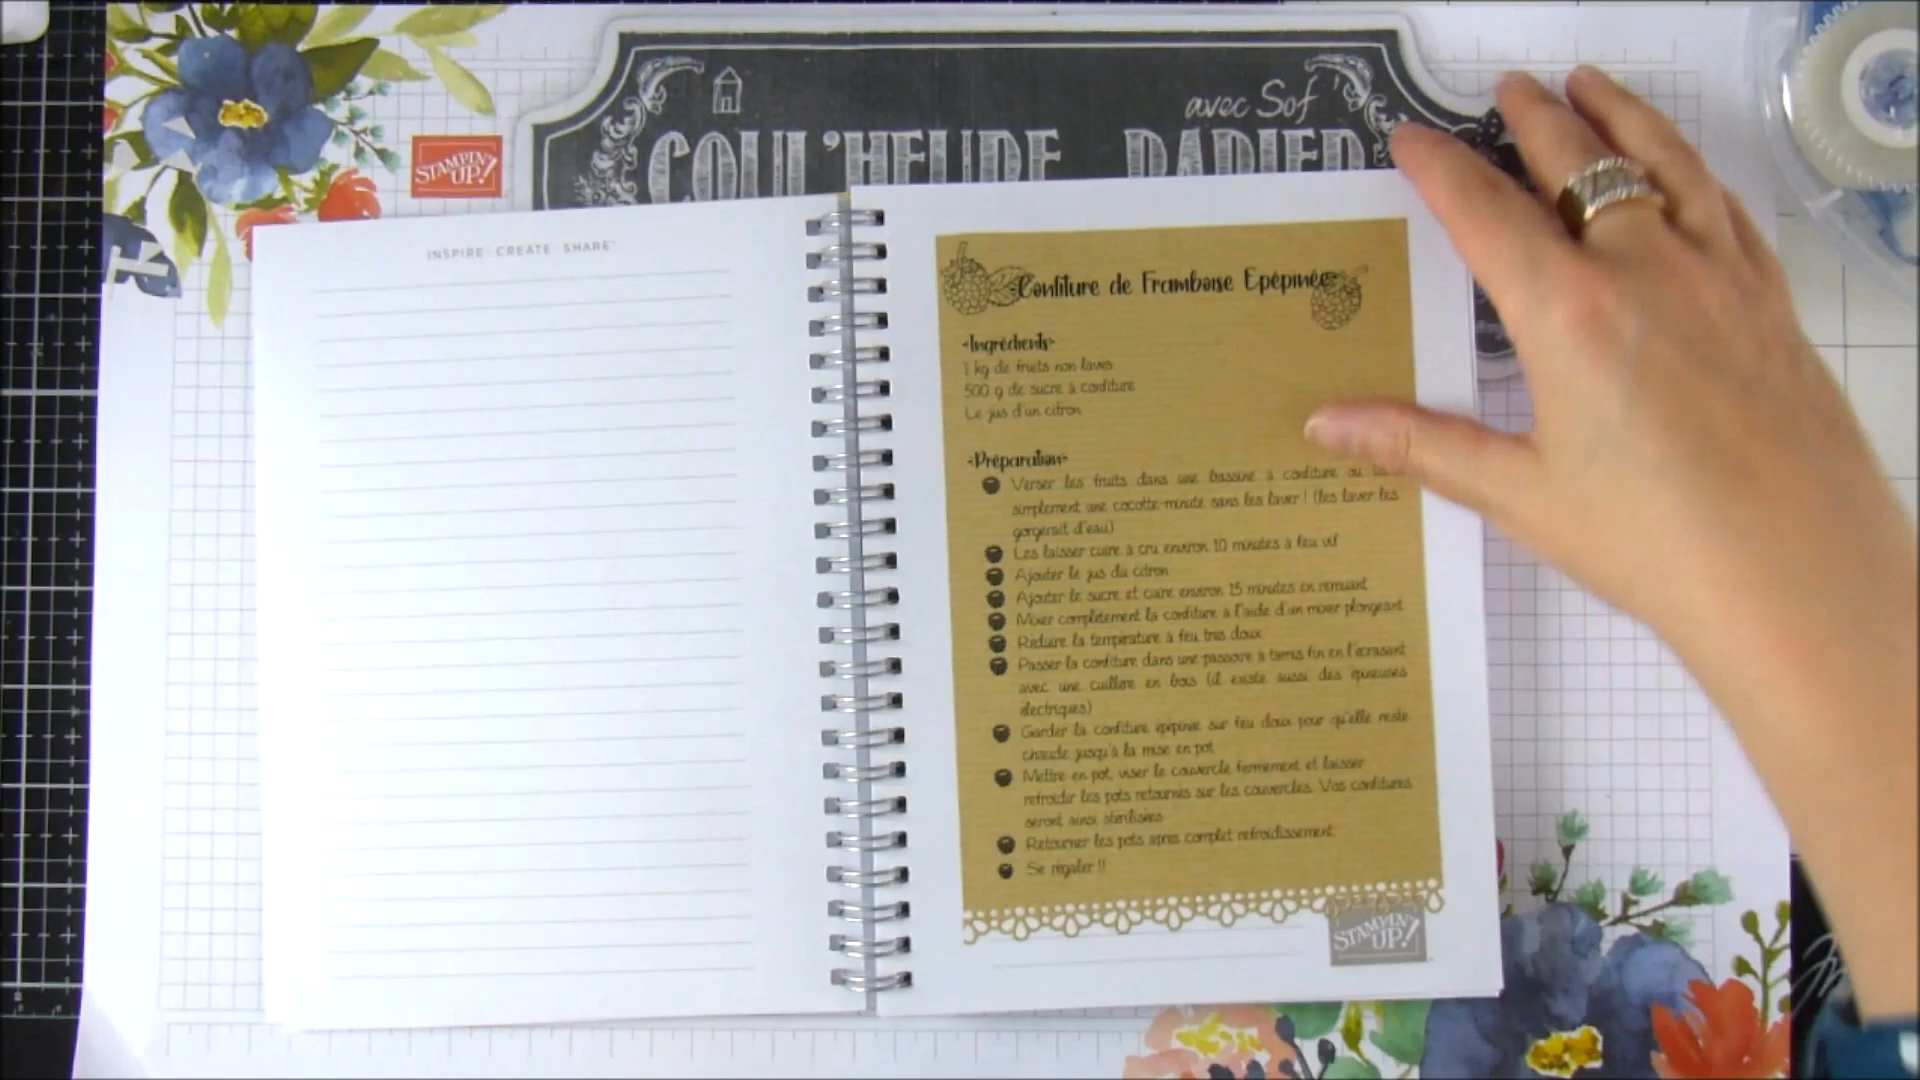 avec Sof'
COUL'HEURE PAPIER
STAMPIN'
UP!
INSPIRE CREATE SHARE™
Confiture de Framboise Epépinée
-Ingrédients-
1 kg de fruits non lavés
500 g de sucre à confiture
Le jus d'un citron
-Préparation-
Verser les fruits dans une bassine à confiture ou
simplement une cocotte-minute sans les laver ! (les laver les
gorgerait d'eau)
Les laisser cuire à cru environ 10 minutes à feu vif
Ajouter le jus du citron
Ajouter le sucre et cuire environ 15 minutes en remuant
Mixer complètement la confiture à l'aide d'un mixer plongeant
Réduire la température à feu très doux
Passer la confiture dans une passoire à tamis fin en l'écrasant
avec une cuillère en bois (il existe aussi des épineuses
électriques)
Garder la confiture épépinée sur feu doux pour qu'elle reste
chaude jusqu'à la mise en pot
Mettre en pot, visser le couvercle fermement et laisser
refroidir les pots retournés sur les couvercles. Vos confitures
seront ainsi stérilisées
Retourner les pots après complet refroidissement
Se régaler !!
STAMPIN'
UP!